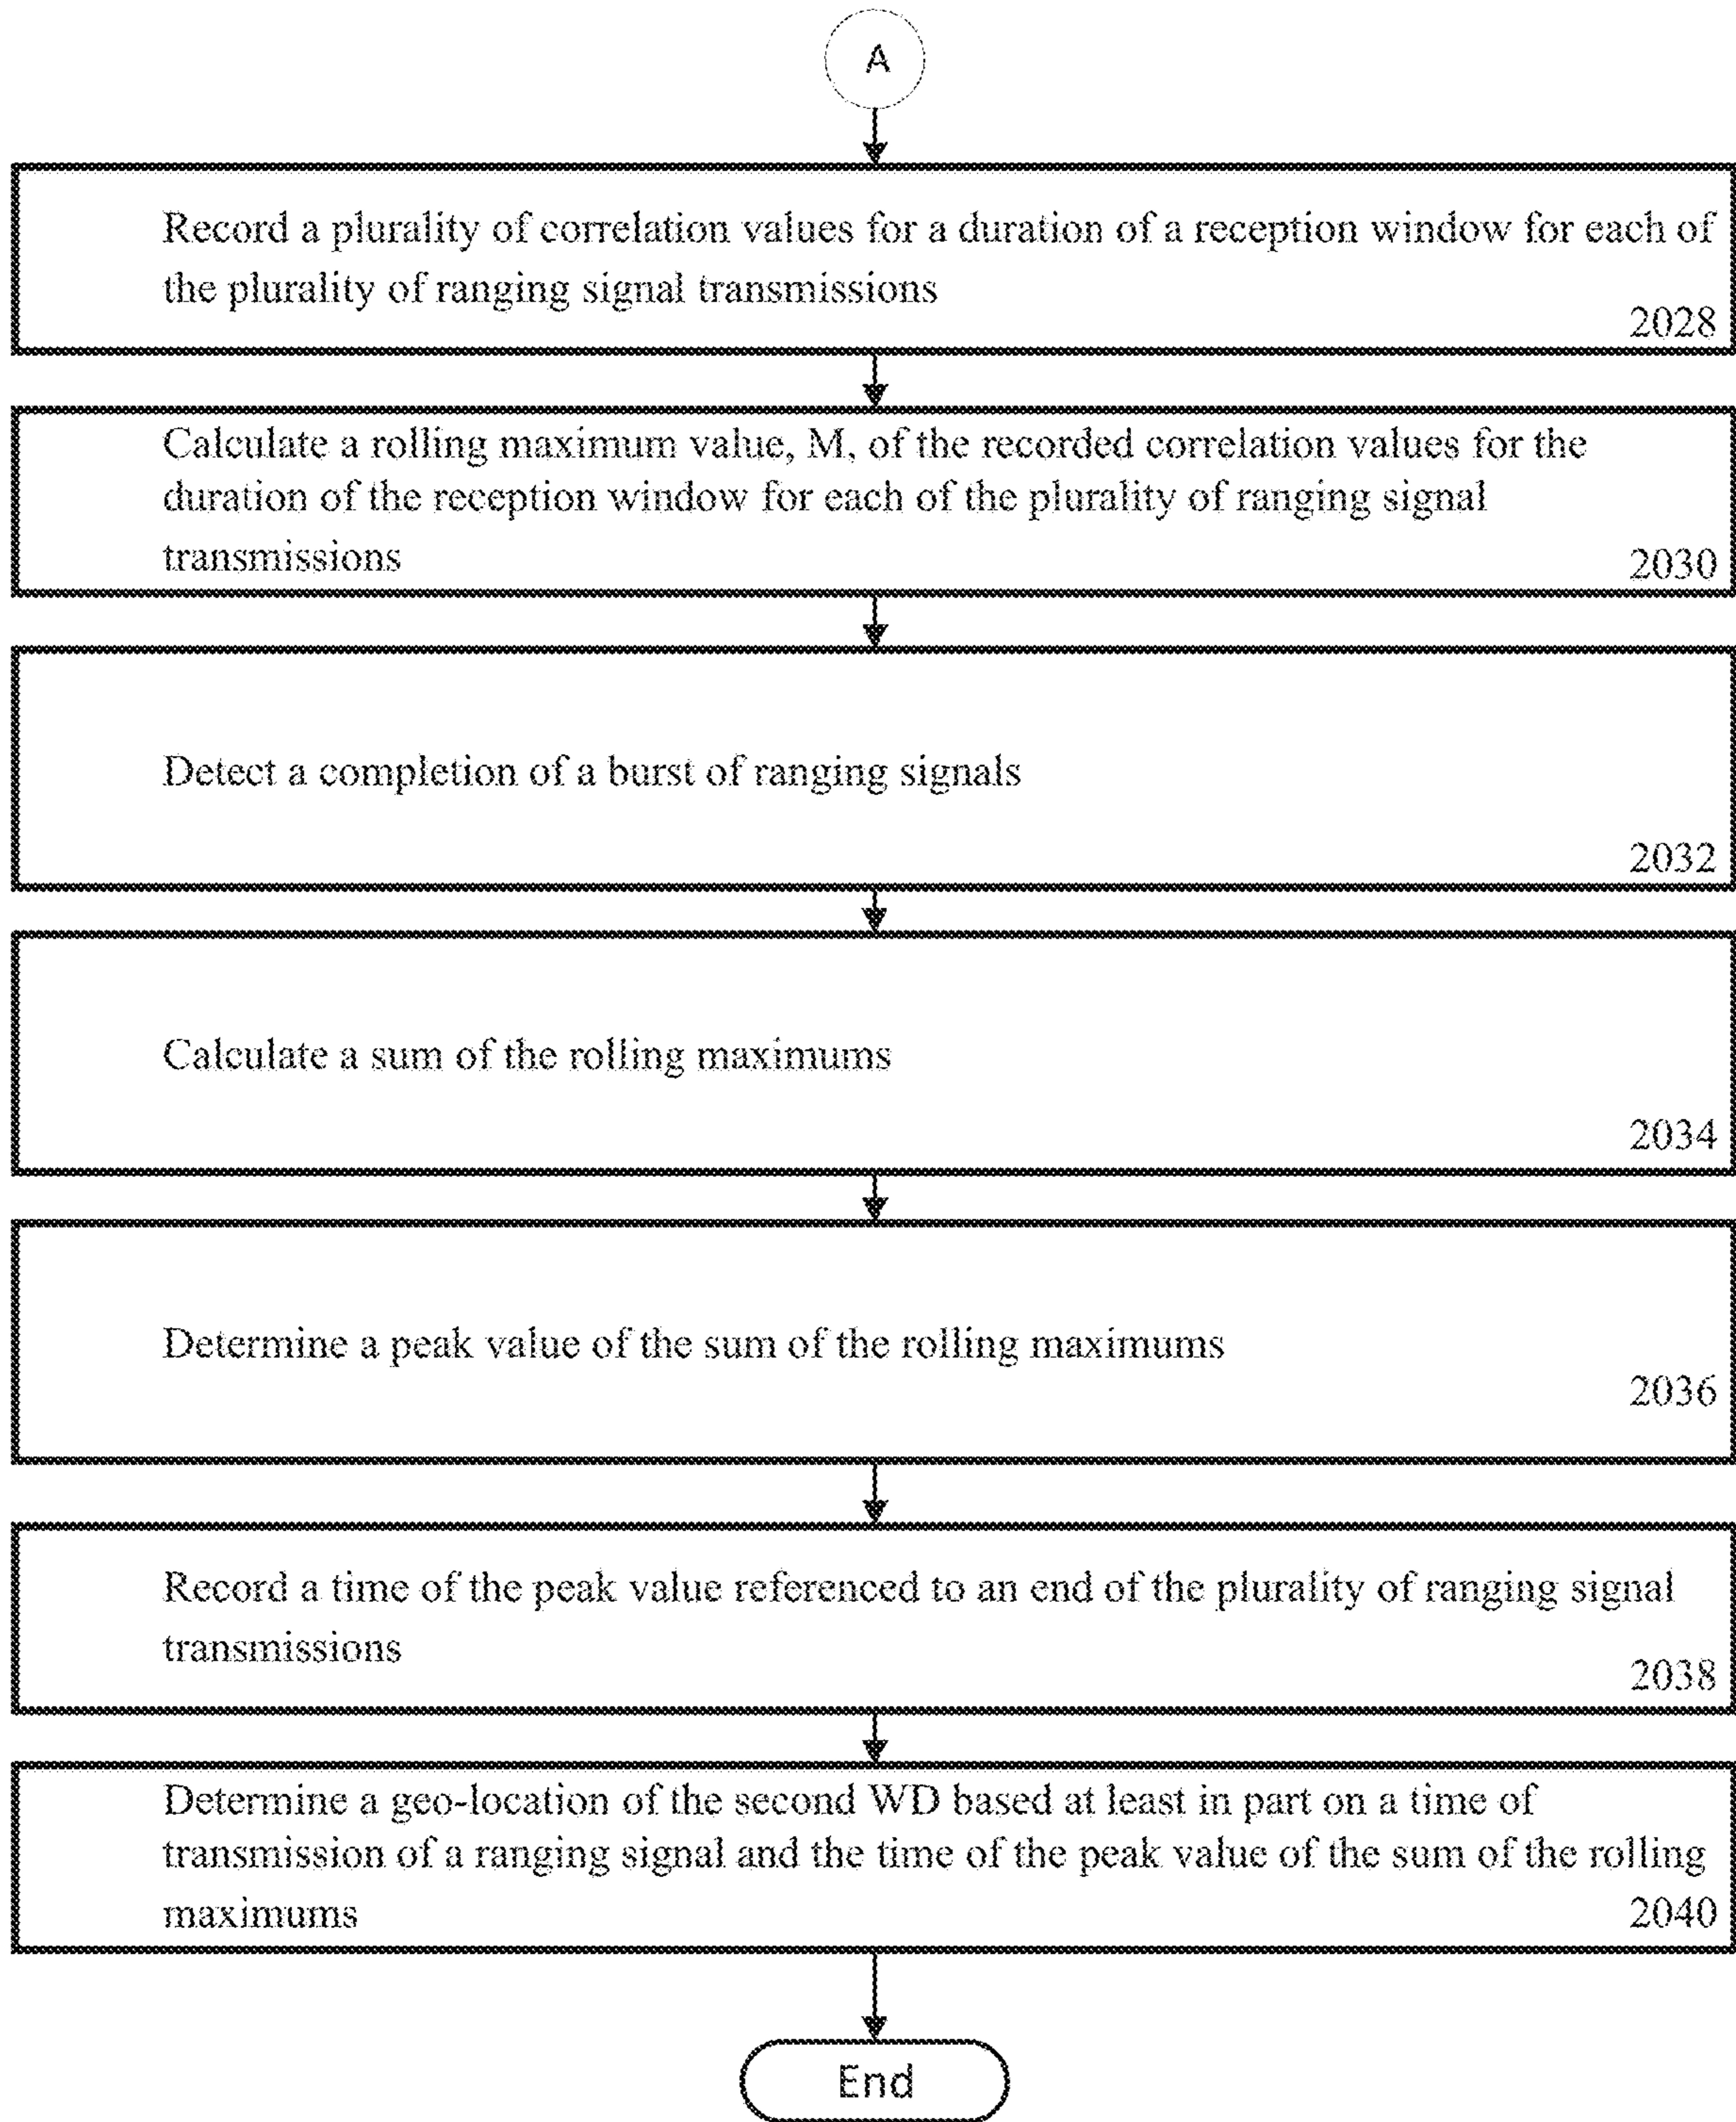 A
Record a plurality of correlation values for a duration of a reception window for each of
the plurality of ranging signal transmissions
2028
Calculate a rolling maximum value, M, of the recorded correlation values for the
duration of the reception window for each of the plurality of ranging signal
transmissions
2030
Detect a completion of a burst of ranging signals
2032
Calculate a sum of the rolling maximums
2034
Determine a peak value of the sum of the rolling maximums
2036
Record a time of the peak value referenced to an end of the plurality of ranging signal
transmissions
2038
Determine a geo-location of the second WD based at least in part on a time of
transmission of a ranging signal and the time of the peak value of the sum of the rolling
maximums
2040
End